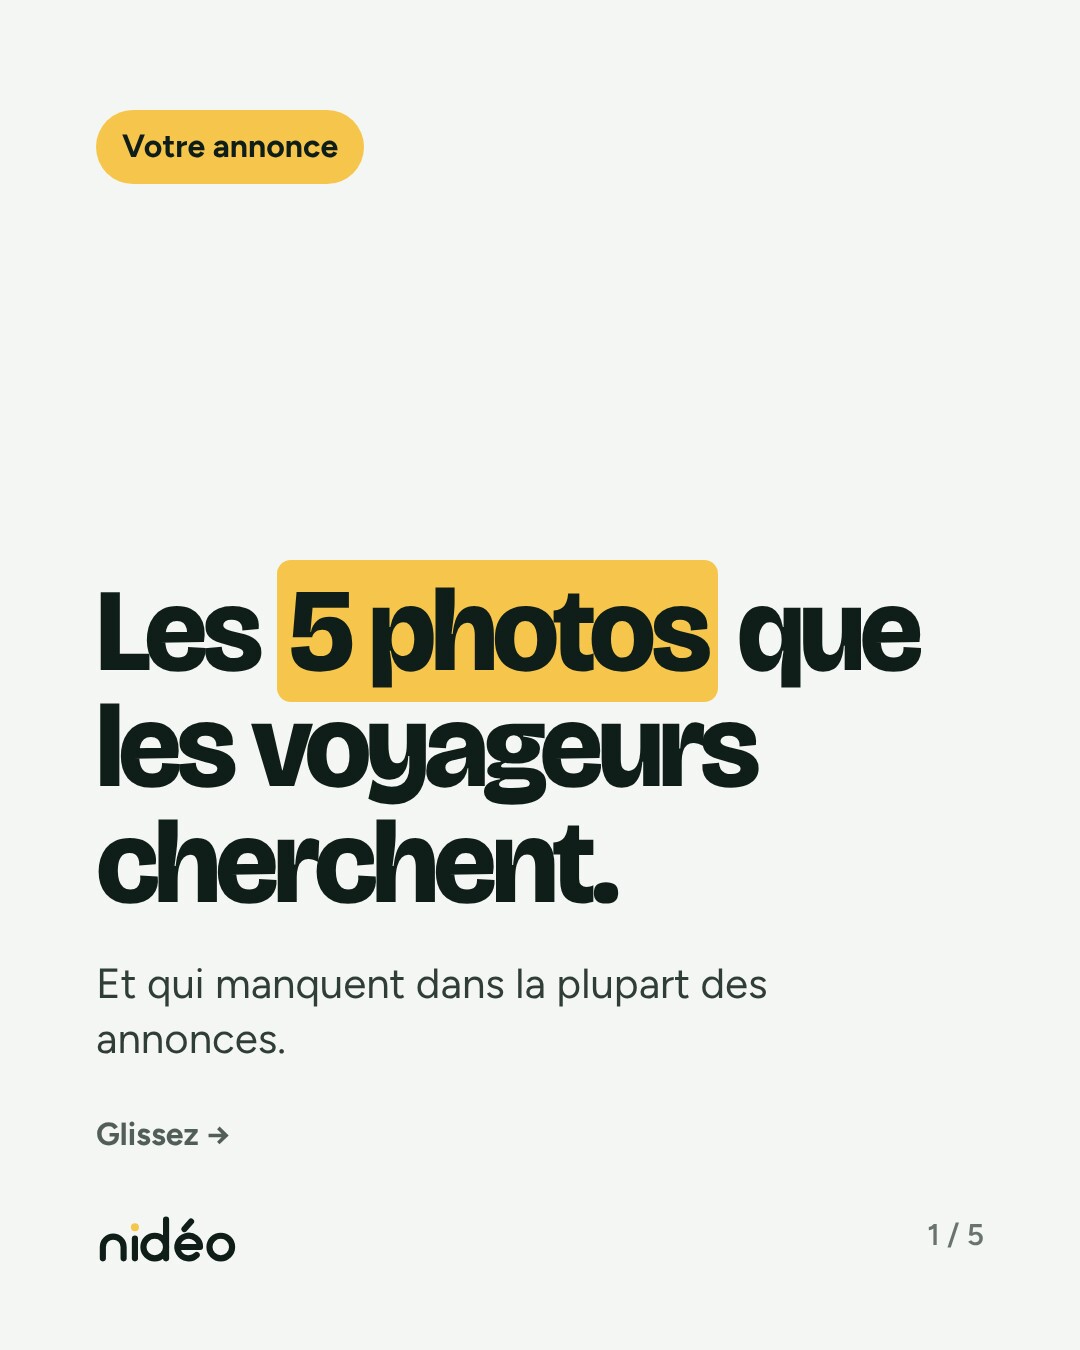 Votre annonce
Les 5 photos que
les voyageurs
cherchent.
Et qui manquent dans la plupart des
annonces.
Glissez →
nidéo
1 / 5